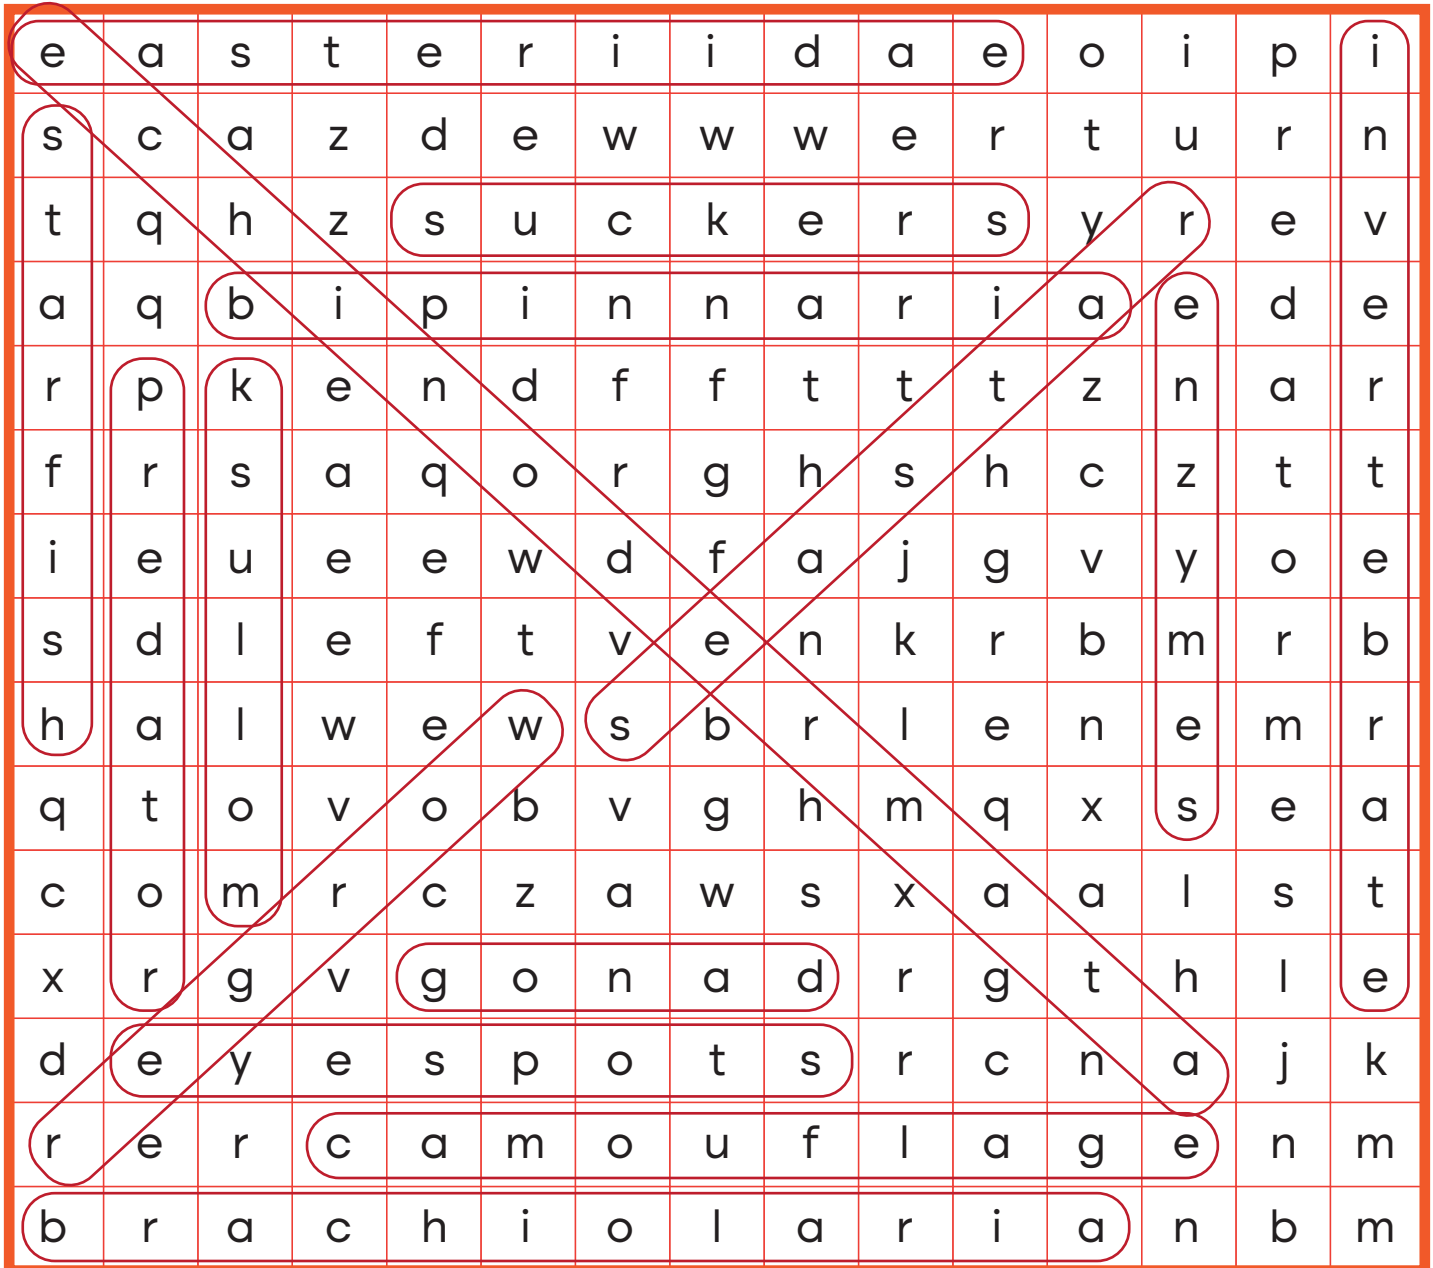 e a s t e r i i d a e o i p i
s c a z d e w w w e r t u r n
t q h z s u c k e r s y r e v
a q b i p i n n a r i a e d e
r p k e n d f f t t t z n a r
f r s a q o r g h s h c z t t
i e u e e w d f a j g v y o e
s d l e f t v e n k r b m r b
h a l w e w s b r l e n e m r
q t o v o b v g h m q x s e a
c o m r c z a w s x a a l s t
x r g v g o n a d r g t h l e
d e y e s p o t s r c n a j k
r e r c a m o u f l a g e n m
b r a c h i o l a r i a n b m